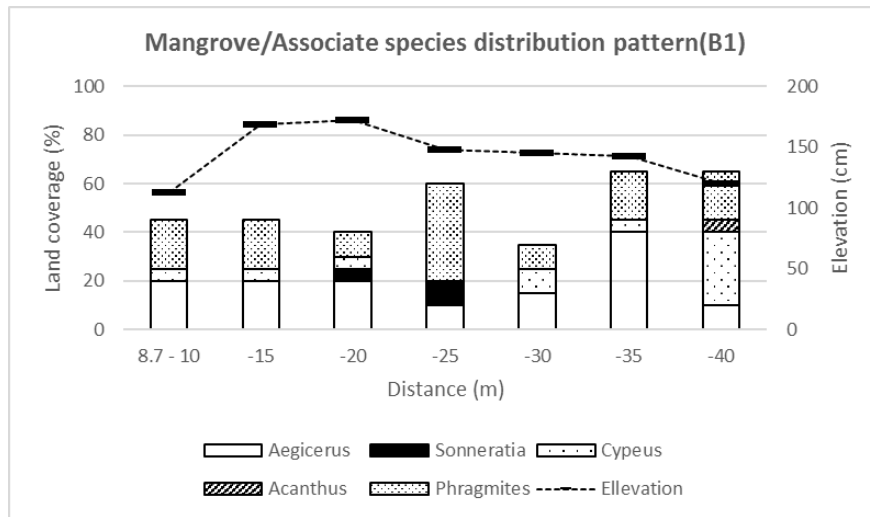 Mangrove/Associate species distribution pattern(B1)
100
80
60
40
20
0
Land coverage (%)
200
150
100
50
0
Elevation (cm)
8.7 - 10 -15 -20 -25 -30 -35 -40
Distance (m)
Aegicerus Sonneratia Cypeus
Acanthus Phragmites Ellevation